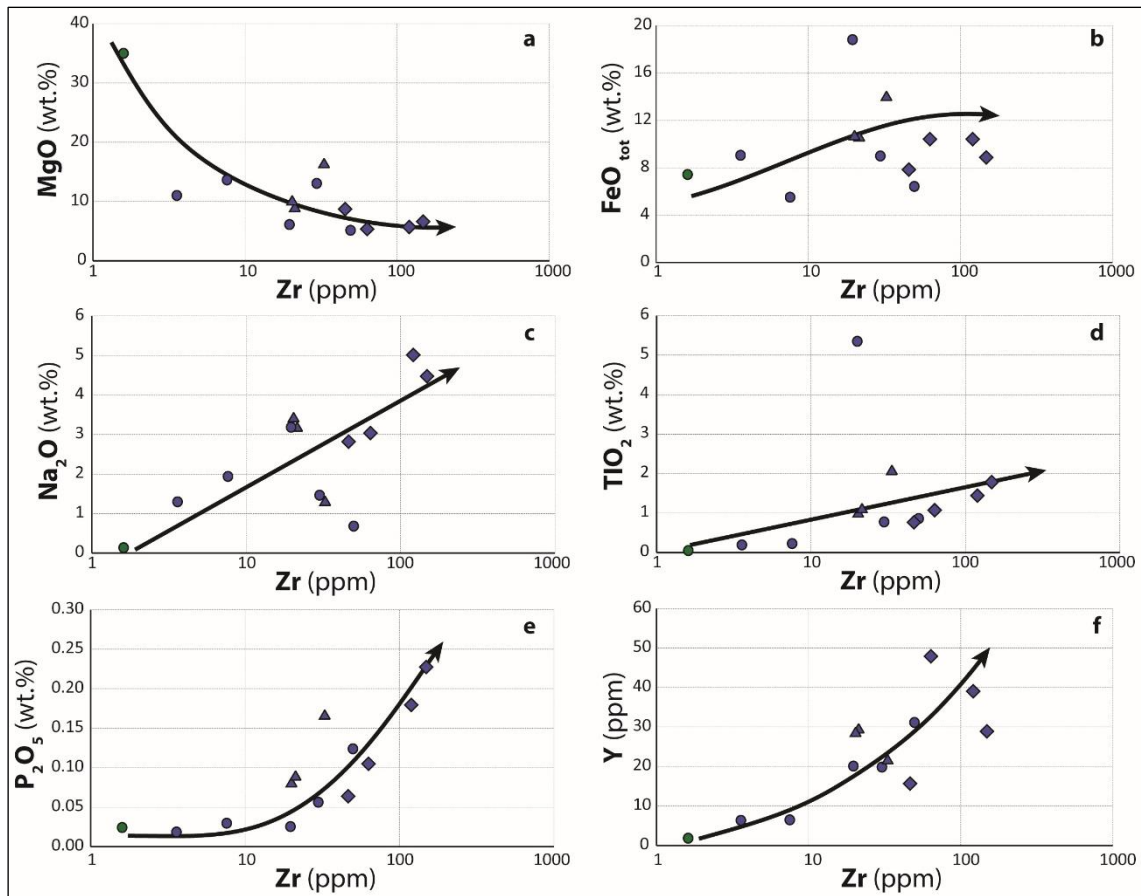 a
40
30
20
10
0
MgO (wt.%)
1 10 100 1000
Zr (ppm)
b
20
16
12
8
4
0
FeO tot (wt.%)
1 10 100 1000
Zr (ppm)
c
6
5
4
3
2
1
0
Na2O (wt.%)
1 10 100 1000
Zr (ppm)
d
6
5
4
3
2
1
0
TIO2 (wt.%)
1 10 100 1000
Zr (ppm)
e
0.30
0.25
0.20
0.15
0.10
0.05
0.00
P2O5 (wt.%)
1 10 100 1000
Zr (ppm)
f
60
50
40
30
20
10
0
Y (ppm)
1 10 100 1000
Zr (ppm)